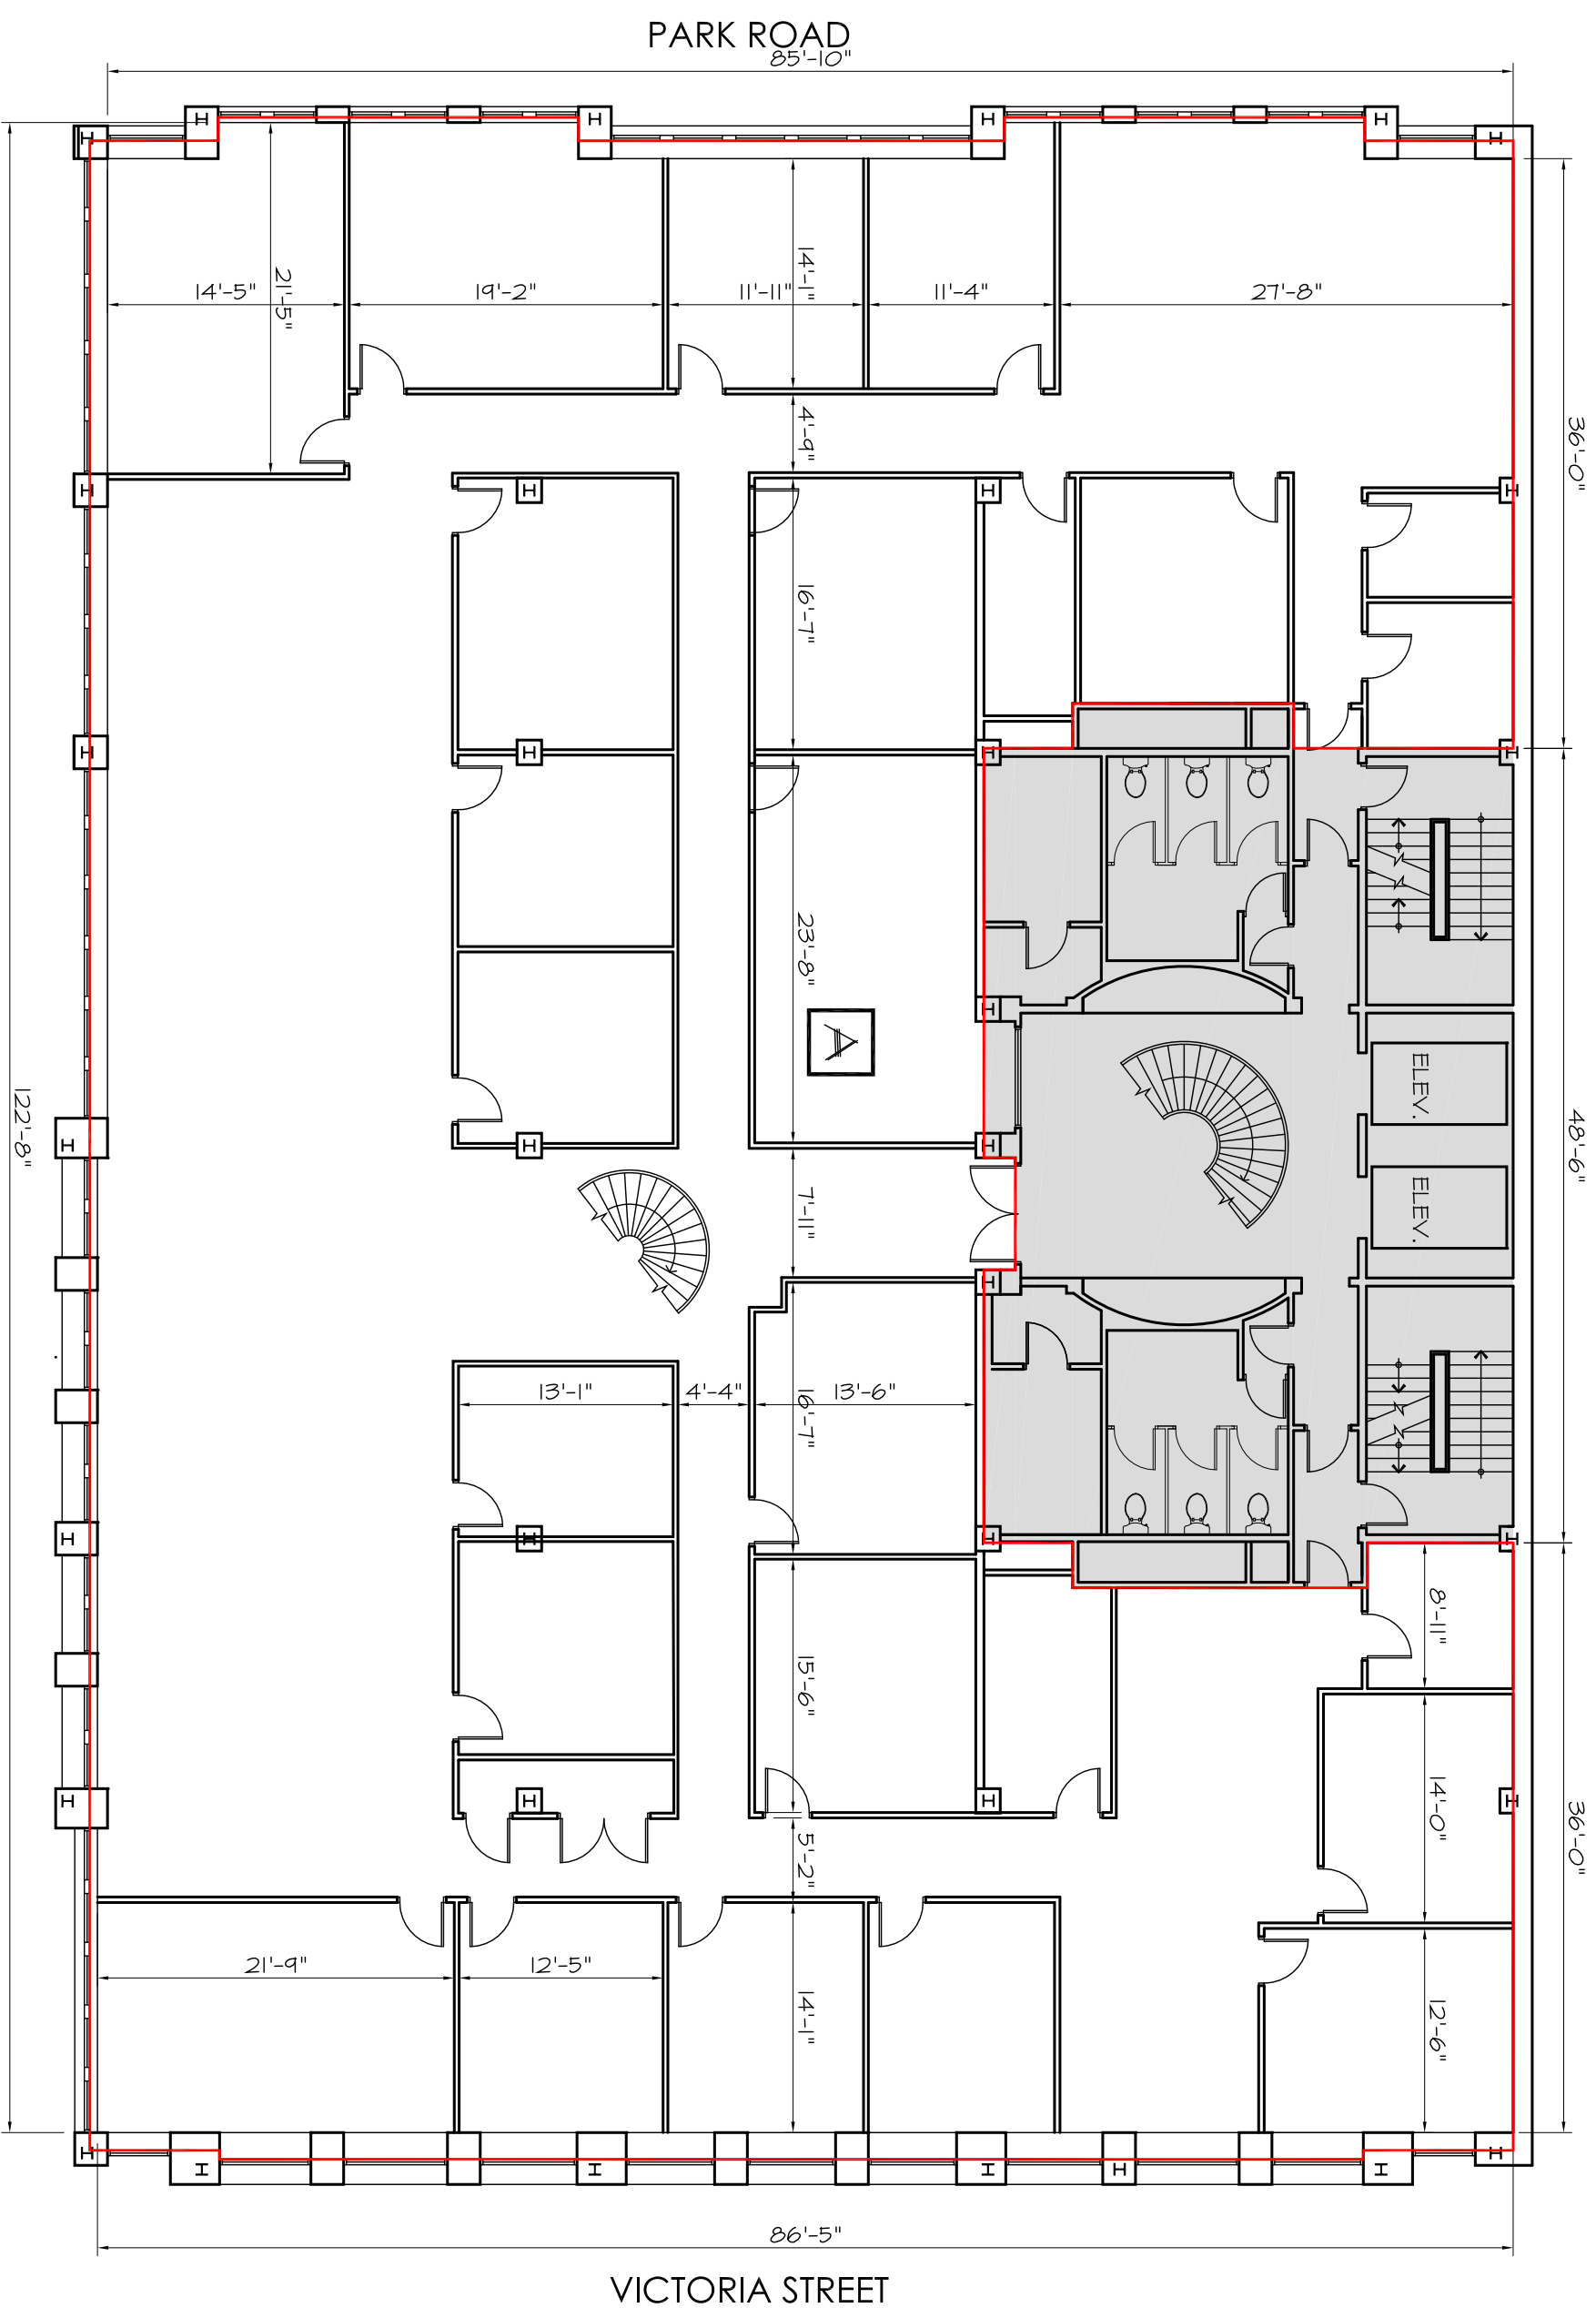 PARK ROAD
85'-10"
H H H H H H
14'-5"
21'-5"
19'-2"
11'-11"
14'-1"
11'-4"
27'-8"
4'-9"
36'-0"
H H H H
16'-7"
H H H H
23'-8"
A
H
ELEV.
122'-8"
48'-6"
H H H
ELEV.
7'-11"
H
13'-1"
4'-4"
16'-7"
13'-6"
H H H H
8'-11"
15'-6"
H H H H
14'-0"
36'-0"
5'-2"
21'-9"
12'-5"
14'-1"
12'-6"
H H H H H H H
86'-5"
VICTORIA STREET